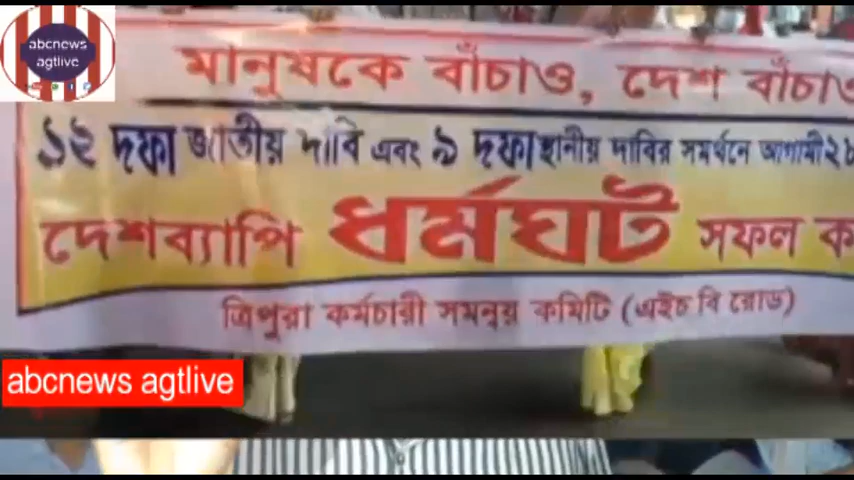 abcnews
agtlive
মানুষকে বাঁচাও, দেশ বাঁচাও
১২ দফা জাতীয় দাবি এবং ৯ দফা স্থানীয় দাবির সমর্থনে আগামী ২৮
দেশব্যাপি ধর্মঘট সফল ক
ত্রিপুরা কর্মচারী সমন্বয় কমিটি (এইচ বি রোড)
abcnews agtlive